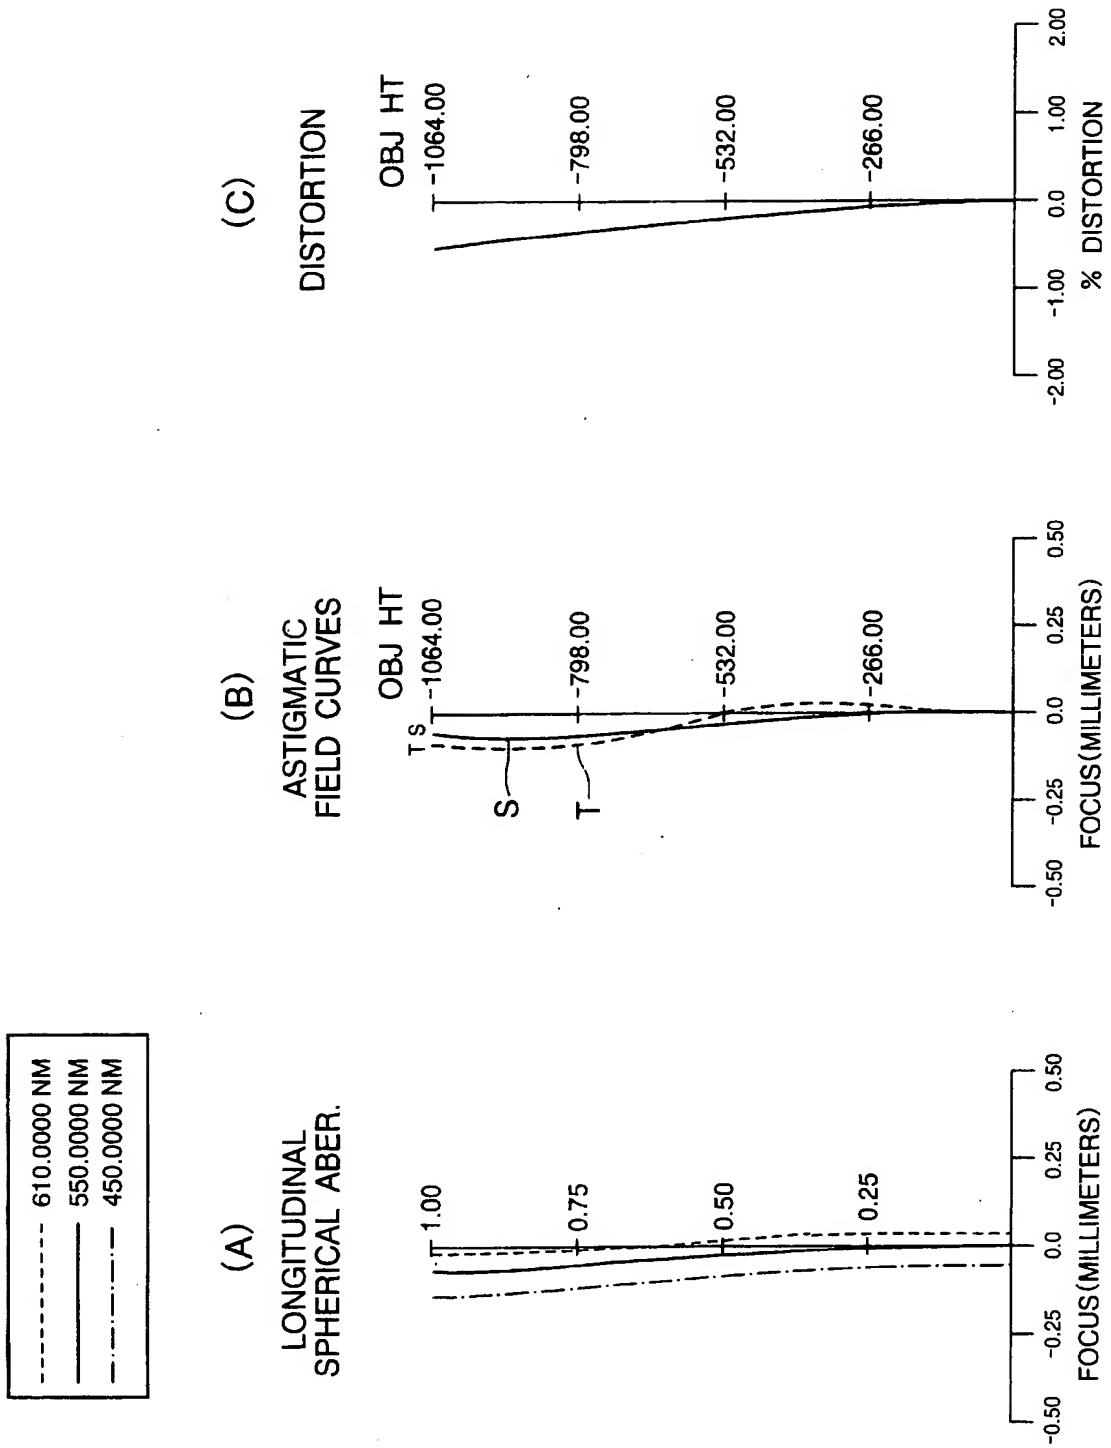 610.0000 NM
550.0000 NM
450.0000 NM
(A)
LONGITUDINAL
SPHERICAL ABER.
1.00
0.75
0.50
0.25
-0.50
-0.25
0.0
0.25
0.50
FOCUS(MILLIMETERS)
(B)
ASTIGMATIC
FIELD CURVES
OBJ HT
T S
-1064.00
S
T
-798.00
-532.00
-266.00
-0.50
-0.25
0.0
0.25
0.50
FOCUS(MILLIMETERS)
(C)
DISTORTION
OBJ HT
-1064.00
-798.00
-532.00
-266.00
-2.00
-1.00
0.0
1.00
2.00
% DISTORTION